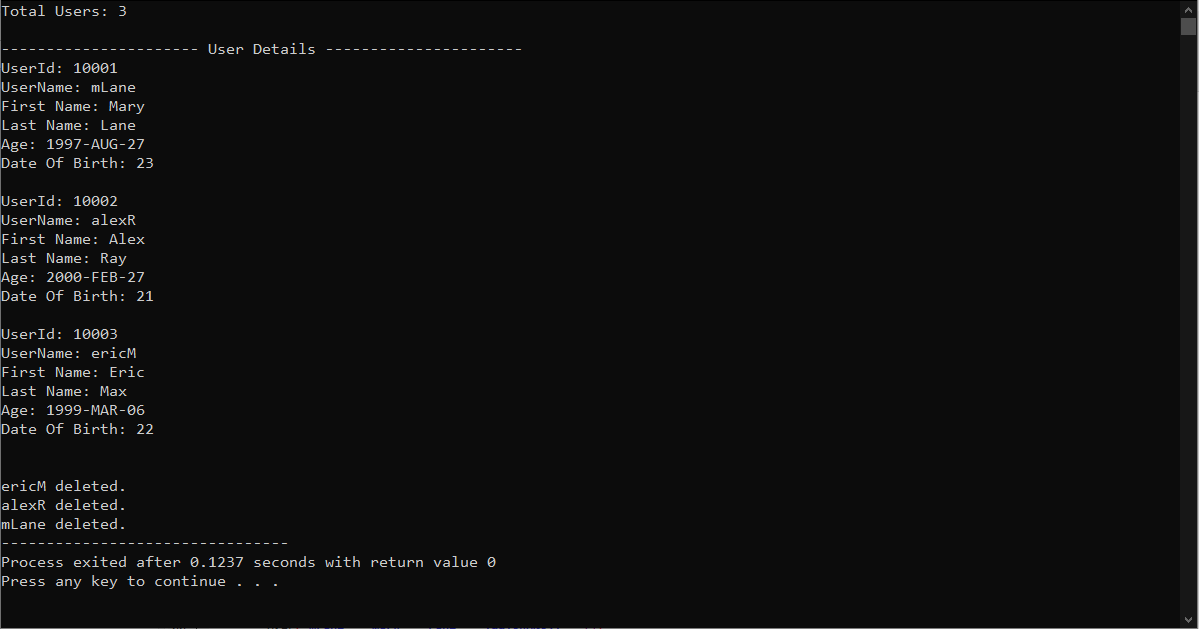 Total Users: 3
---------------------- User Details ----------------------
UserId: 10001
UserName: mLane
First Name: Mary
Last Name: Lane
Age: 1997-AUG-27
Date Of Birth: 23
UserId: 10002
UserName: alexR
First Name: Alex
Last Name: Ray
Age: 2000-FEB-27
Date Of Birth: 21
UserId: 10003
UserName: ericM
First Name: Eric
Last Name: Max
Age: 1999-MAR-06
Date Of Birth: 22
ericM deleted.
alexR deleted.
mLane deleted.
--------------------------------
Process exited after 0.1237 seconds with return value 0
Press any key to continue . . .